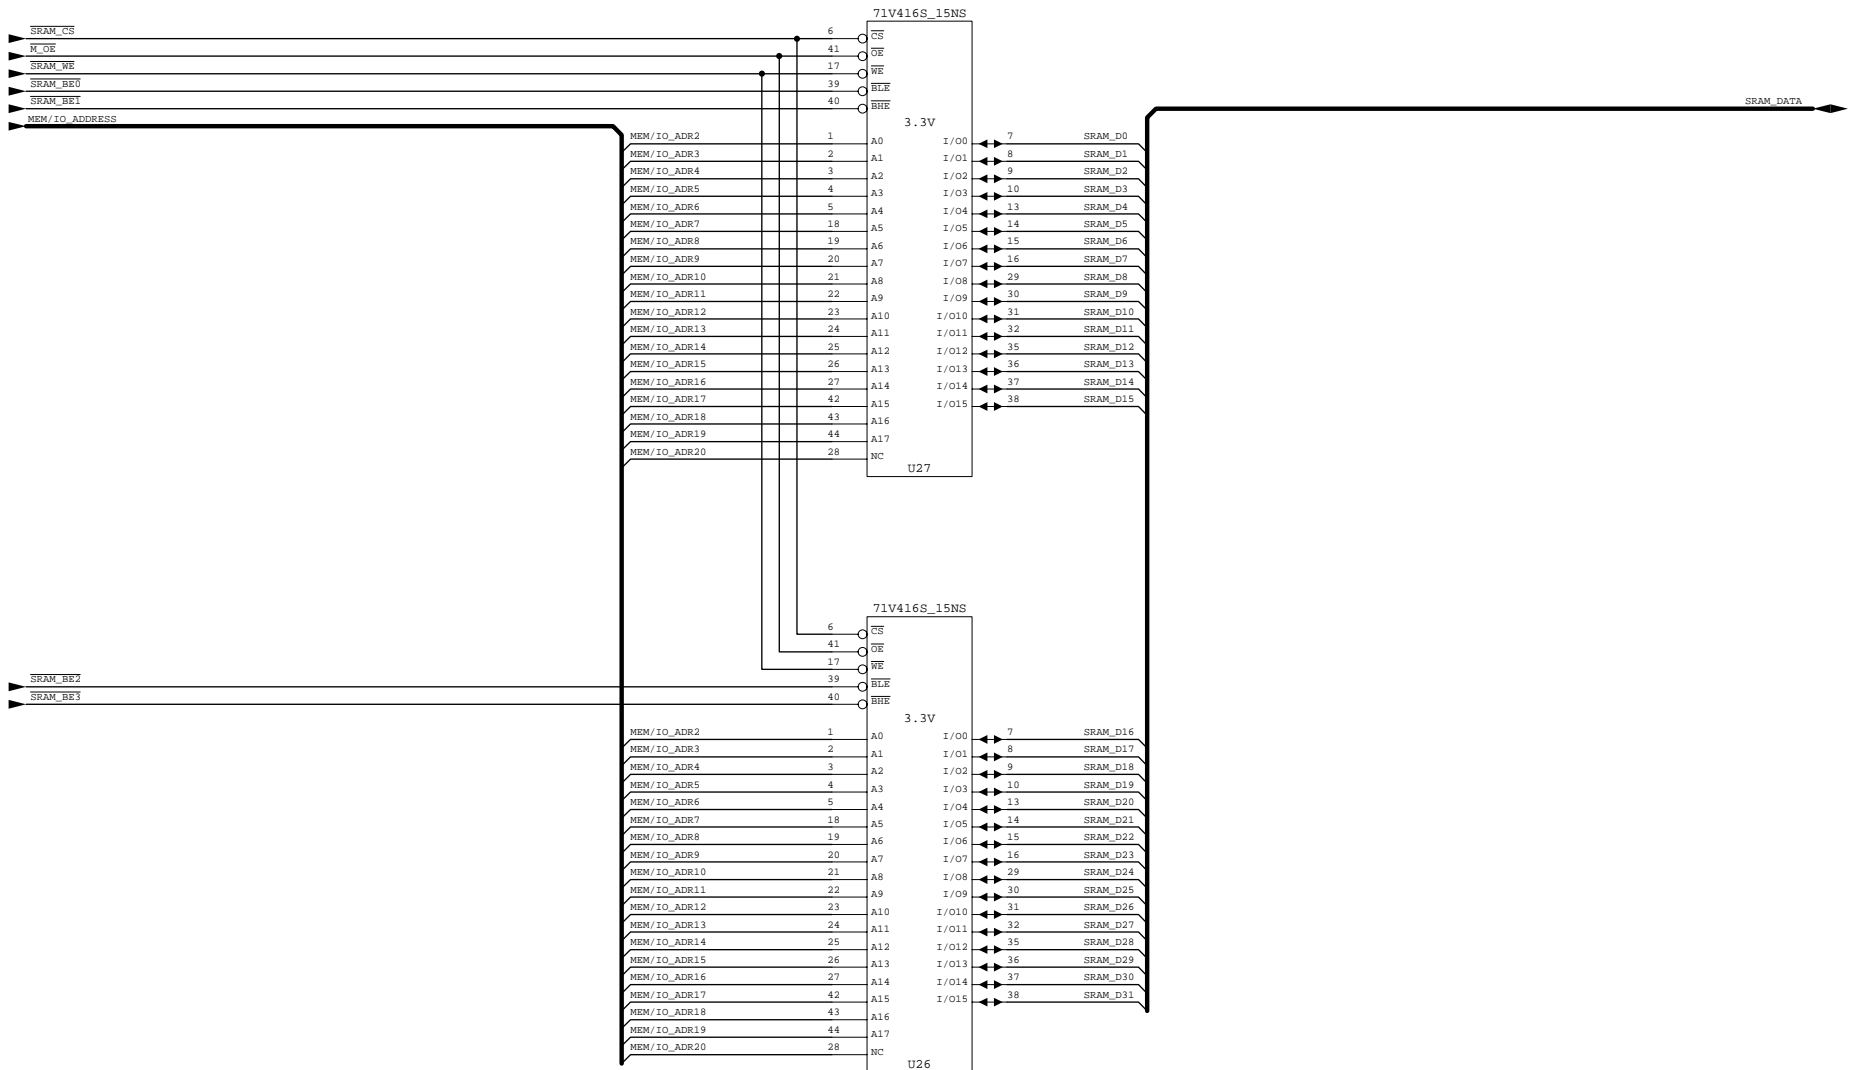 71V416S_15NS
SRAM_CS 6 CS
M_OE 41 OE
SRAM_WE 17 WE
SRAM_BE0 39 BLE
SRAM_BE1 40 BHE
SRAM_DATA
MEM/IO_ADDRESS 3.3V
MEM/IO_ADR2 1 A0 I/O0 7 SRAM_D0
MEM/IO_ADR3 2 A1 I/O1 8 SRAM_D1
MEM/IO_ADR4 3 A2 I/O2 9 SRAM_D2
MEM/IO_ADR5 4 A3 I/O3 10 SRAM_D3
MEM/IO_ADR6 5 A4 I/O4 13 SRAM_D4
MEM/IO_ADR7 18 A5 I/O5 14 SRAM_D5
MEM/IO_ADR8 19 A6 I/O6 15 SRAM_D6
MEM/IO_ADR9 20 A7 I/O7 16 SRAM_D7
MEM/IO_ADR10 21 A8 I/O8 29 SRAM_D8
MEM/IO_ADR11 22 A9 I/O9 30 SRAM_D9
MEM/IO_ADR12 23 A10 I/O10 31 SRAM_D10
MEM/IO_ADR13 24 A11 I/O11 32 SRAM_D11
MEM/IO_ADR14 25 A12 I/O12 35 SRAM_D12
MEM/IO_ADR15 26 A13 I/O13 36 SRAM_D13
MEM/IO_ADR16 27 A14 I/O14 37 SRAM_D14
MEM/IO_ADR17 42 A15 I/O15 38 SRAM_D15
MEM/IO_ADR18 43 A16
MEM/IO_ADR19 44 A17
MEM/IO_ADR20 28 NC
U27
71V416S_15NS
6 CS
41 OE
17 WE
SRAM_BE2 39 BLE
SRAM_BE3 40 BHE
3.3V
MEM/IO_ADR2 1 A0 I/O0 7 SRAM_D16
MEM/IO_ADR3 2 A1 I/O1 8 SRAM_D17
MEM/IO_ADR4 3 A2 I/O2 9 SRAM_D18
MEM/IO_ADR5 4 A3 I/O3 10 SRAM_D19
MEM/IO_ADR6 5 A4 I/O4 13 SRAM_D20
MEM/IO_ADR7 18 A5 I/O5 14 SRAM_D21
MEM/IO_ADR8 19 A6 I/O6 15 SRAM_D22
MEM/IO_ADR9 20 A7 I/O7 16 SRAM_D23
MEM/IO_ADR10 21 A8 I/O8 29 SRAM_D24
MEM/IO_ADR11 22 A9 I/O9 30 SRAM_D25
MEM/IO_ADR12 23 A10 I/O10 31 SRAM_D26
MEM/IO_ADR13 24 A11 I/O11 32 SRAM_D27
MEM/IO_ADR14 25 A12 I/O12 35 SRAM_D28
MEM/IO_ADR15 26 A13 I/O13 36 SRAM_D29
MEM/IO_ADR16 27 A14 I/O14 37 SRAM_D30
MEM/IO_ADR17 42 A15 I/O15 38 SRAM_D31
MEM/IO_ADR18 43 A16
MEM/IO_ADR19 44 A17
MEM/IO_ADR20 28 NC
U26